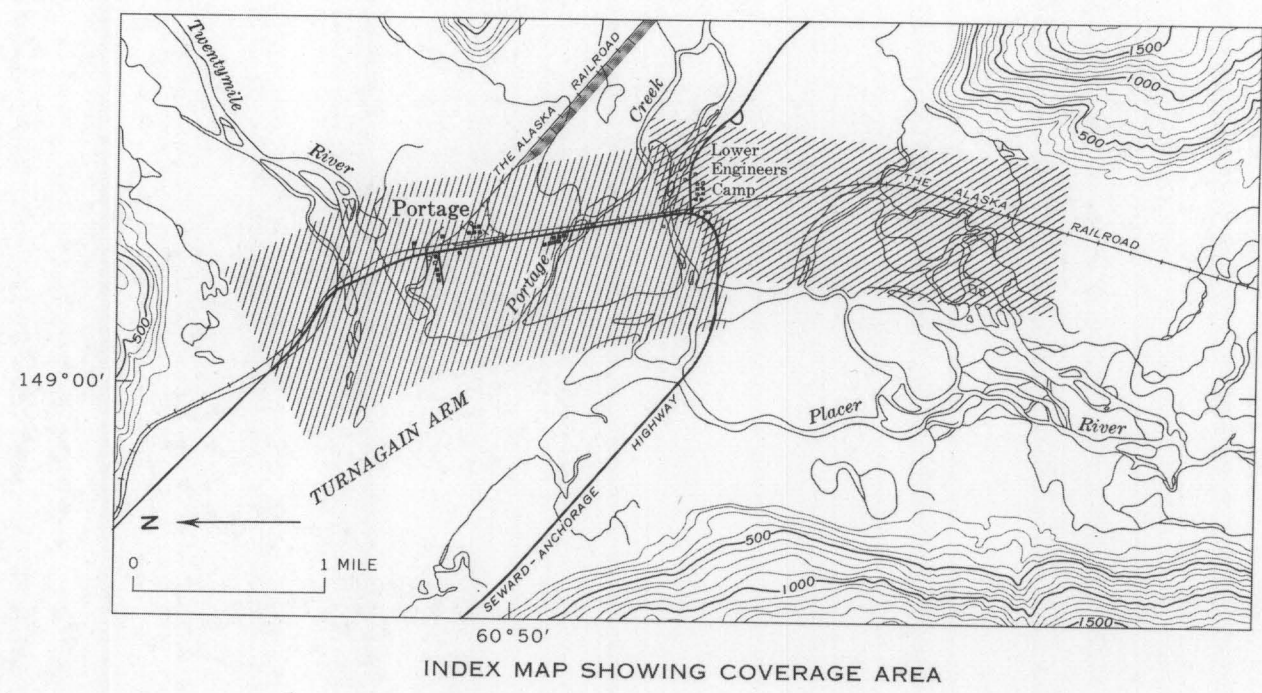 1500
1000
500
Twentymile
River
THE ALASKA RAILROAD
Creek
Lower
Engineers
Camp
THE ALASKA
RAILROAD
Portage
Portage
500
149°00'
TURNAGAIN ARM
Placer
River
HIGHWAY
SEWARD-ANCHORAGE
N
0 1 MILE
500
1000
1500
60°50'
INDEX MAP SHOWING COVERAGE AREA